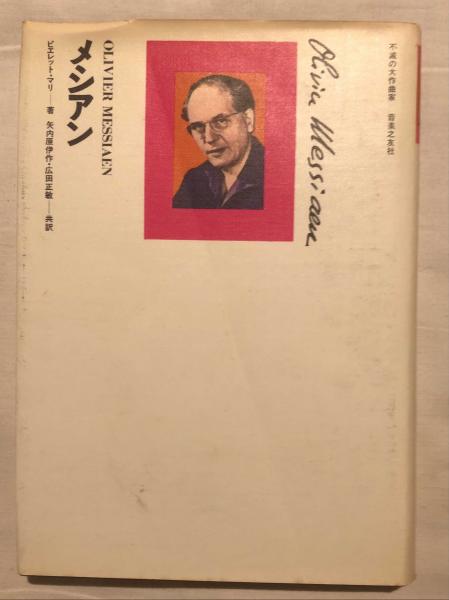 不滅の大作曲家　音楽之友社
Olivier Messiaen
OLIVIER MESSIAEN
メシアン
ピエレット・マリ――著　矢内原伊作・広田正敏――共訳